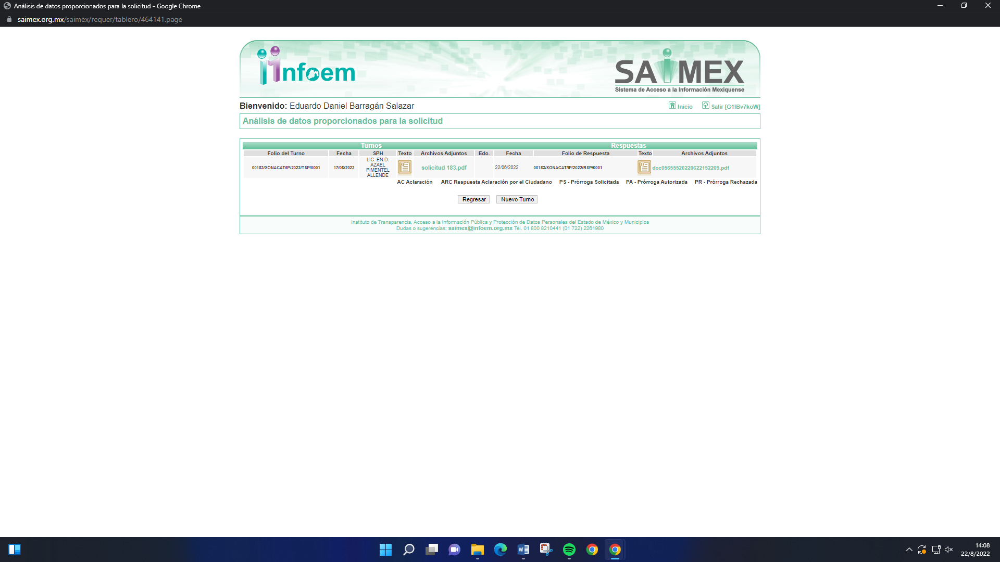 Análisis de datos proporcionados para la solicitud - Google Chrome
saimex.org.mx/saimex/requer/tablero/464141.page
infoem
SAIMEX
Sistema de Acceso a la Información Mexiquense
Bienvenido: Eduardo Daniel Barragán Salazar
Inicio
Salir [G1IBv7koW]
Análisis de datos proporcionados para la solicitud
Turnos
Respuestas
Folio del Turno Fecha SPH Texto Archivos Adjuntos Edo. Fecha Folio de Respuesta Texto Archivos Adjuntos
00183/XONACAT/IP/2022/TSP/0001 17/06/2022
LIC. EN D.
AZAEL
PIMENTEL
ALLENDE
solicitud 183.pdf
22/06/2022 00183/XONACAT/IP/2022/RSP/0001
doc05655520220622152209.pdf
AC Aclaración ARC Respuesta Aclaración por el Ciudadano PS - Prórroga Solicitada PA - Prórroga Autorizada PR - Prórroga Rechazada
Regresar Nuevo Turno
Instituto de Transparencia, Acceso a la Información Pública y Protección de Datos Personales del Estado de México y Municipios
Dudas o sugerencias: saimex@infoem.org.mx Tel. 01 800 8210441 (01 722) 2261980
14:08
22/8/2022